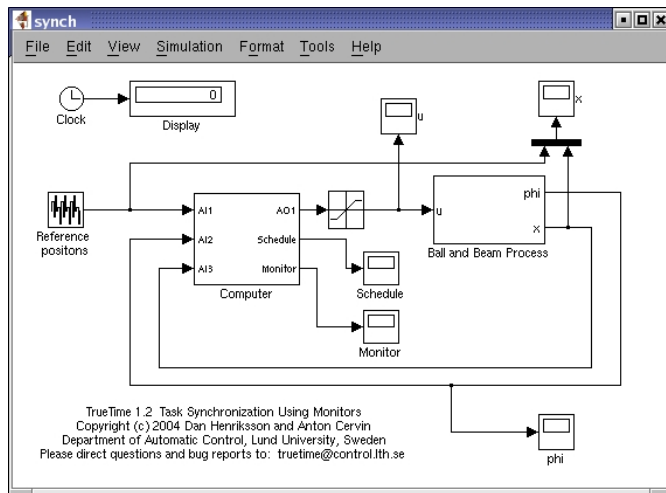 synch
File Edit View Simulation Format Tools Help
Clock
0
Display
u
x
Reference
positons
AI1
AI2
AI3
AO1
Schedule
Monitor
Computer
u
phi
x
Ball and Beam Process
Schedule
Monitor
phi
TrueTime 1.2 Task Synchronization Using Monitors
Copyright (c) 2004 Dan Henriksson and Anton Cervin
Department of Automatic Control, Lund University, Sweden
Please direct questions and bug reports to: truetime@control.lth.se